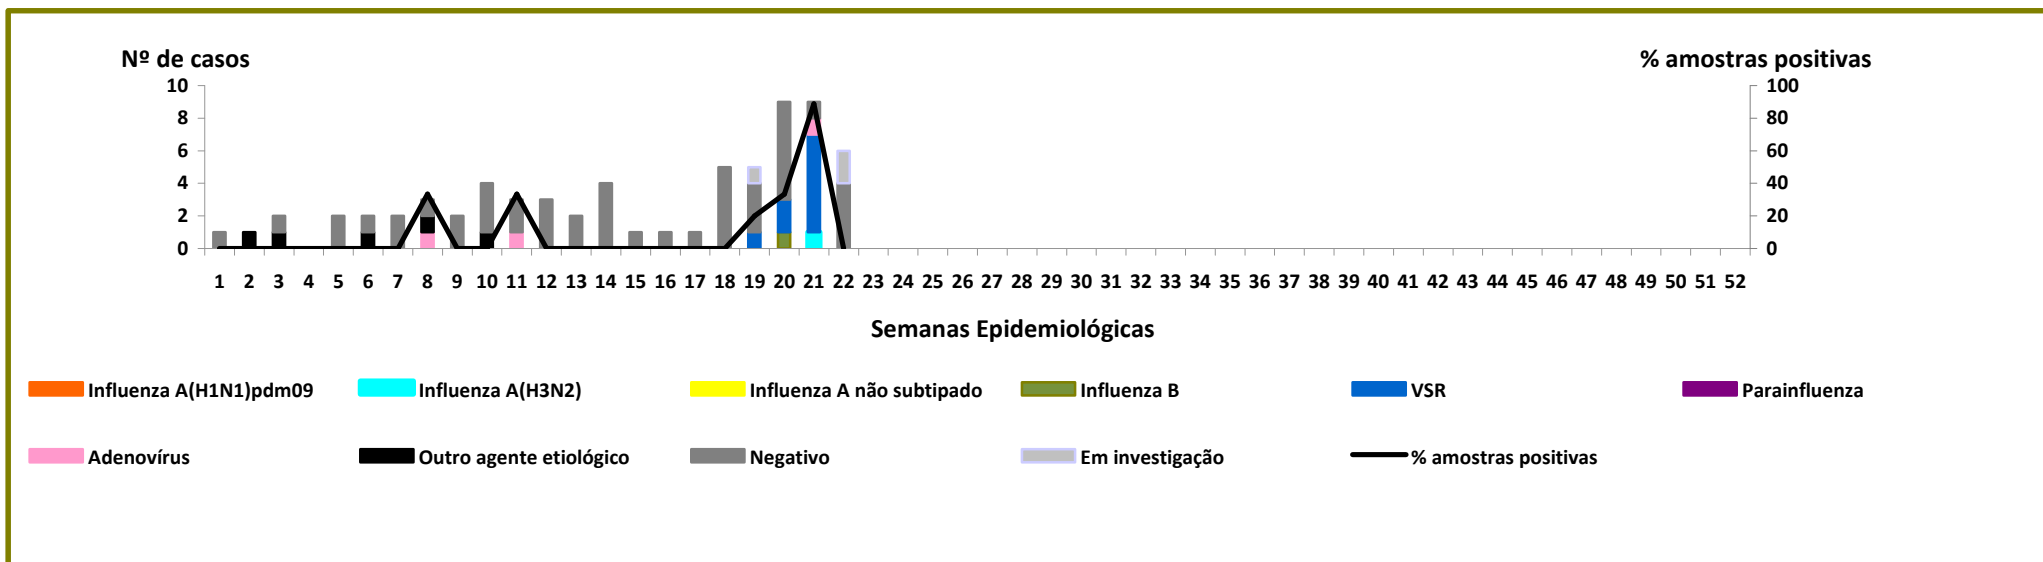 Nº de casos
% amostras positivas
10
8
6
4
2
0
100
80
60
40
20
0
1 2 3 4 5 6 7 8 9 10 11 12 13 14 15 16 17 18 19 20 21 22 23 24 25 26 27 28 29 30 31 32 33 34 35 36 37 38 39 40 41 42 43 44 45 46 47 48 49 50 51 52
Semanas Epidemiológicas
Influenza A(H1N1)pdm09 Influenza A(H3N2) Influenza A não subtipado Influenza B VSR Parainfluenza
Adenovírus Outro agente etiológico Negativo Em investigação % amostras positivas